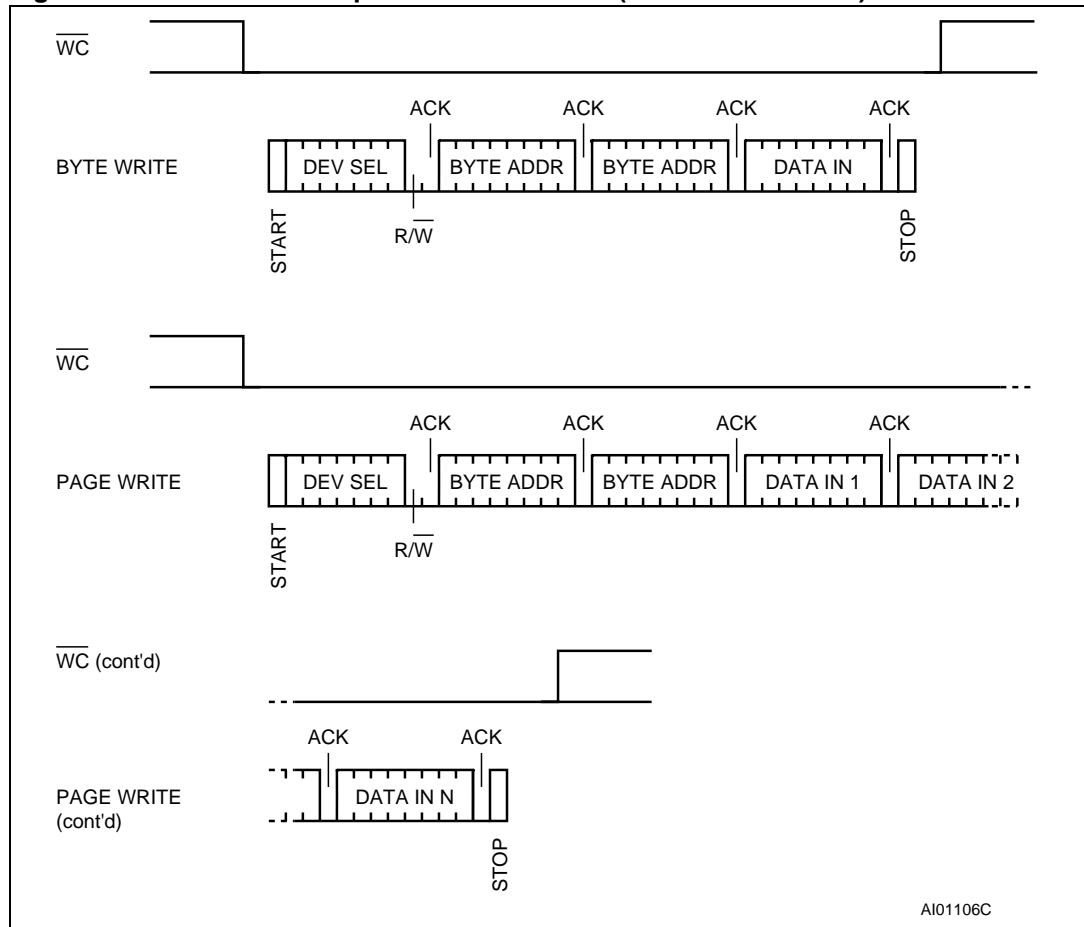 WC
ACK ACK ACK ACK
BYTE WRITE DEV SEL BYTE ADDR BYTE ADDR DATA IN
START R/W STOP
WC
ACK ACK ACK ACK
PAGE WRITE DEV SEL BYTE ADDR BYTE ADDR DATA IN 1 DATA IN 2
START R/W
WC (cont'd)
ACK ACK
PAGE WRITE (cont'd) DATA IN N
STOP
AI01106C